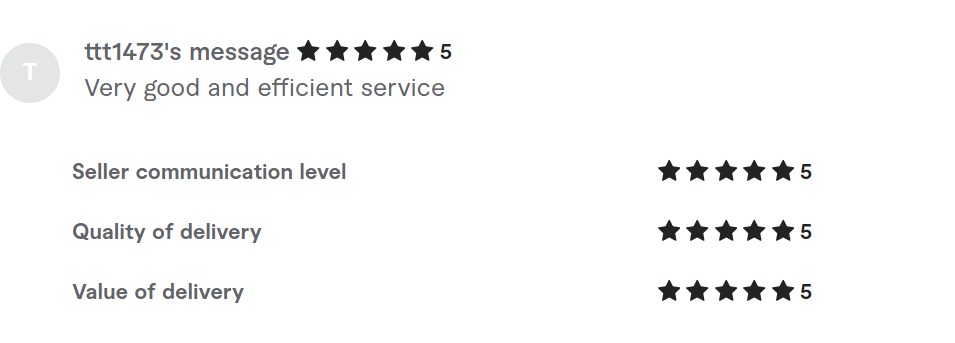 T
ttt1473's message ★★★★★ 5
Very good and efficient service
Seller communication level ★★★★★ 5
Quality of delivery ★★★★★ 5
Value of delivery ★★★★★ 5